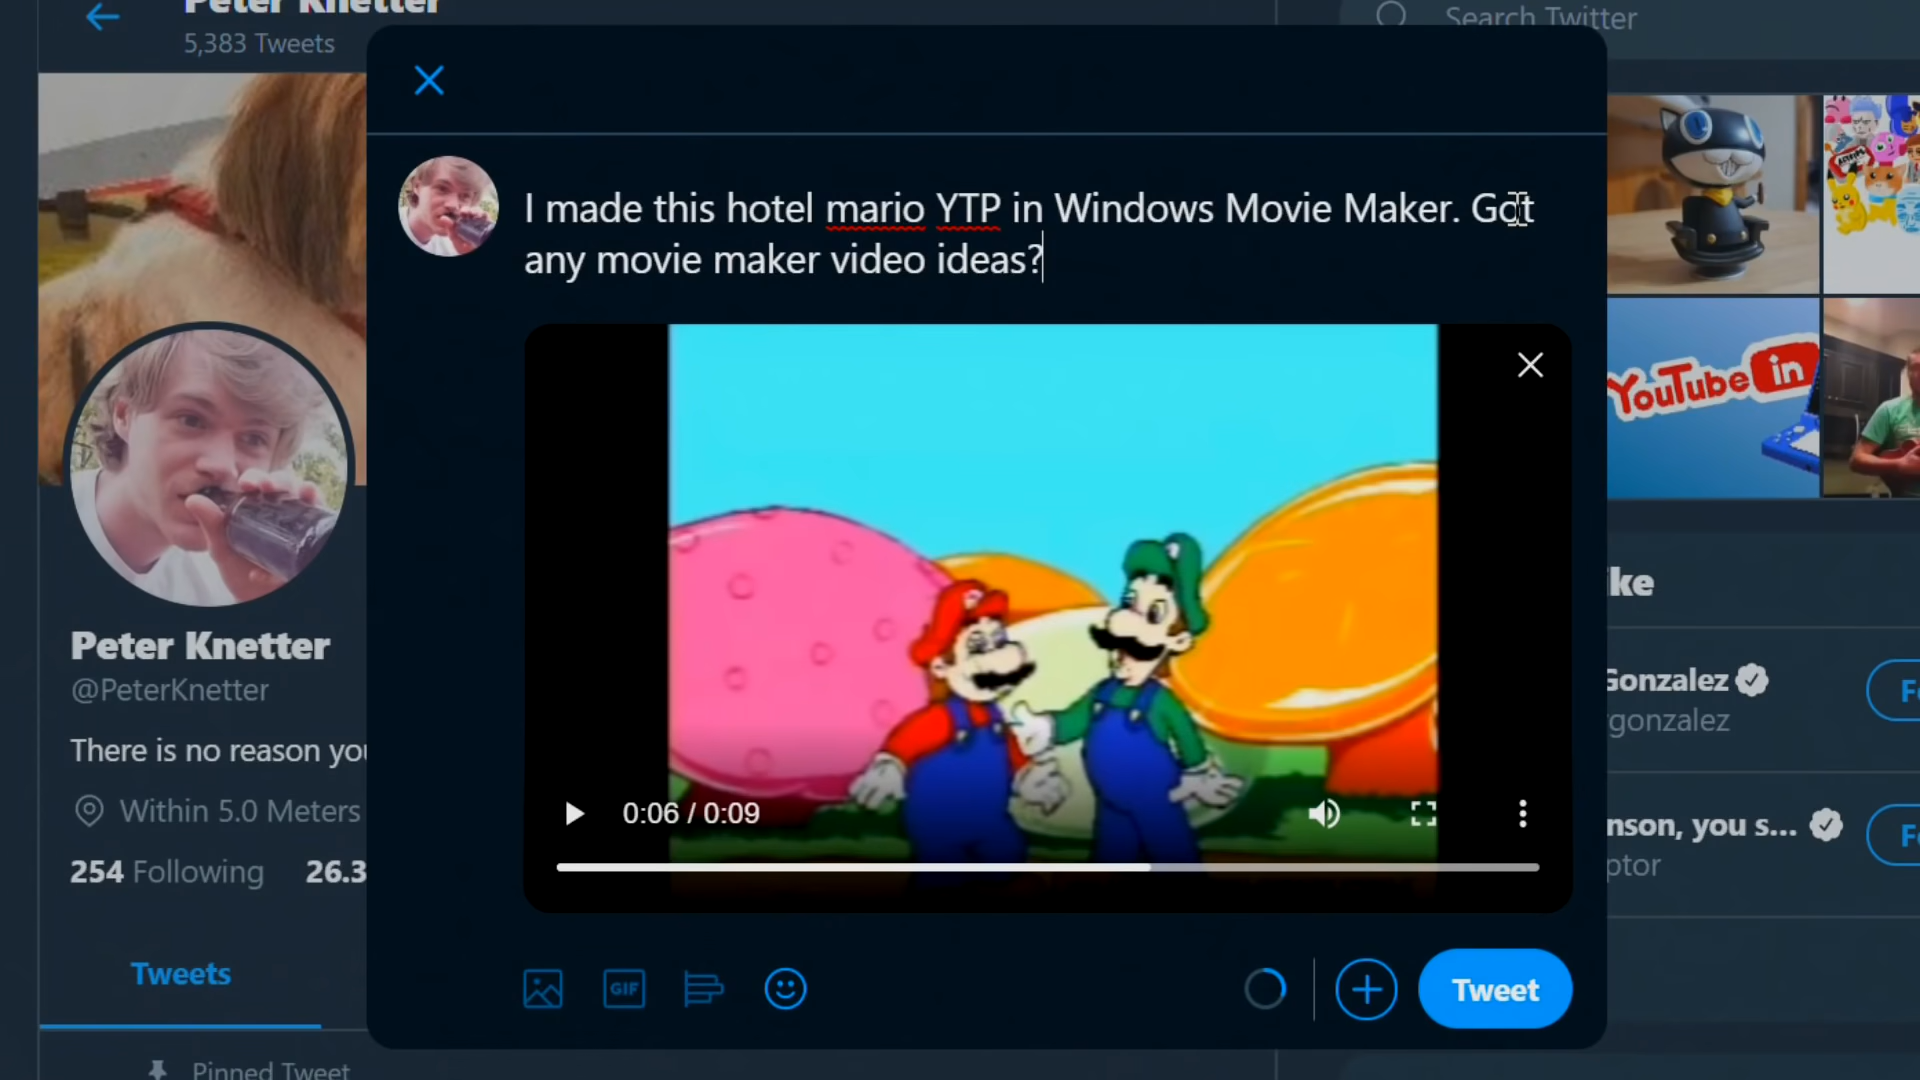 Peter Knetter
5,383 Tweets
Search Twitter
I made this hotel mario YTP in Windows Movie Maker. Got
any movie maker video ideas?
YouTube in
0:06 / 0:09
Peter Knetter
@PeterKnetter
There is no reason you
Within 5.0 Meters
254 Following 26.3
ke
Gonzalez
gonzalez
nson, you s...
ptor
GIF
Tweet
Tweets
Pinned Tweet